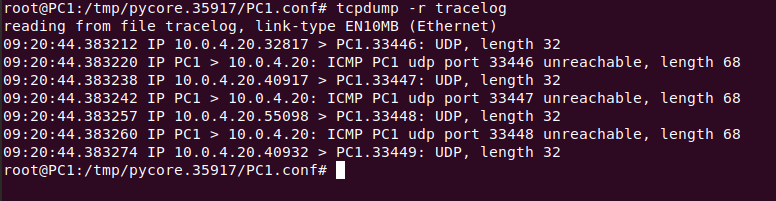 root@PC1:/tmp/pycore.35917/PC1.conf# tcpdump -r tracelog
reading from file tracelog, link-type EN10MB (Ethernet)
09:20:44.383212 IP 10.0.4.20.32817 > PC1.33446: UDP, length 32
09:20:44.383220 IP PC1 > 10.0.4.20: ICMP PC1 udp port 33446 unreachable, length 68
09:20:44.383238 IP 10.0.4.20.40917 > PC1.33447: UDP, length 32
09:20:44.383242 IP PC1 > 10.0.4.20: ICMP PC1 udp port 33447 unreachable, length 68
09:20:44.383257 IP 10.0.4.20.55098 > PC1.33448: UDP, length 32
09:20:44.383260 IP PC1 > 10.0.4.20: ICMP PC1 udp port 33448 unreachable, length 68
09:20:44.383274 IP 10.0.4.20.40932 > PC1.33449: UDP, length 32
root@PC1:/tmp/pycore.35917/PC1.conf#